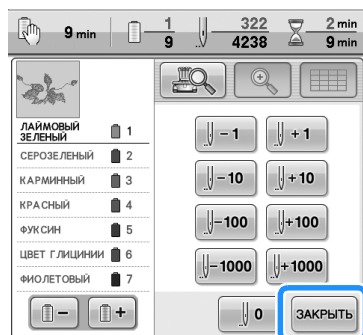 9 min
1
9
322
4238
2 min
9 min
ЛАЙМОВЫЙ
ЗЕЛЕНЫЙ
1
СЕРОЗЕЛЕНЫЙ 2
КАРМИННЫЙ 3
КРАСНЫЙ 4
ФУКСИН 5
ЦВЕТ ГЛИЦИНИИ 6
ФИОЛЕТОВЫЙ 7
- +
- 1 + 1
- 10 + 10
- 100 + 100
- 1000 + 1000
0 ЗАКРЫТЬ